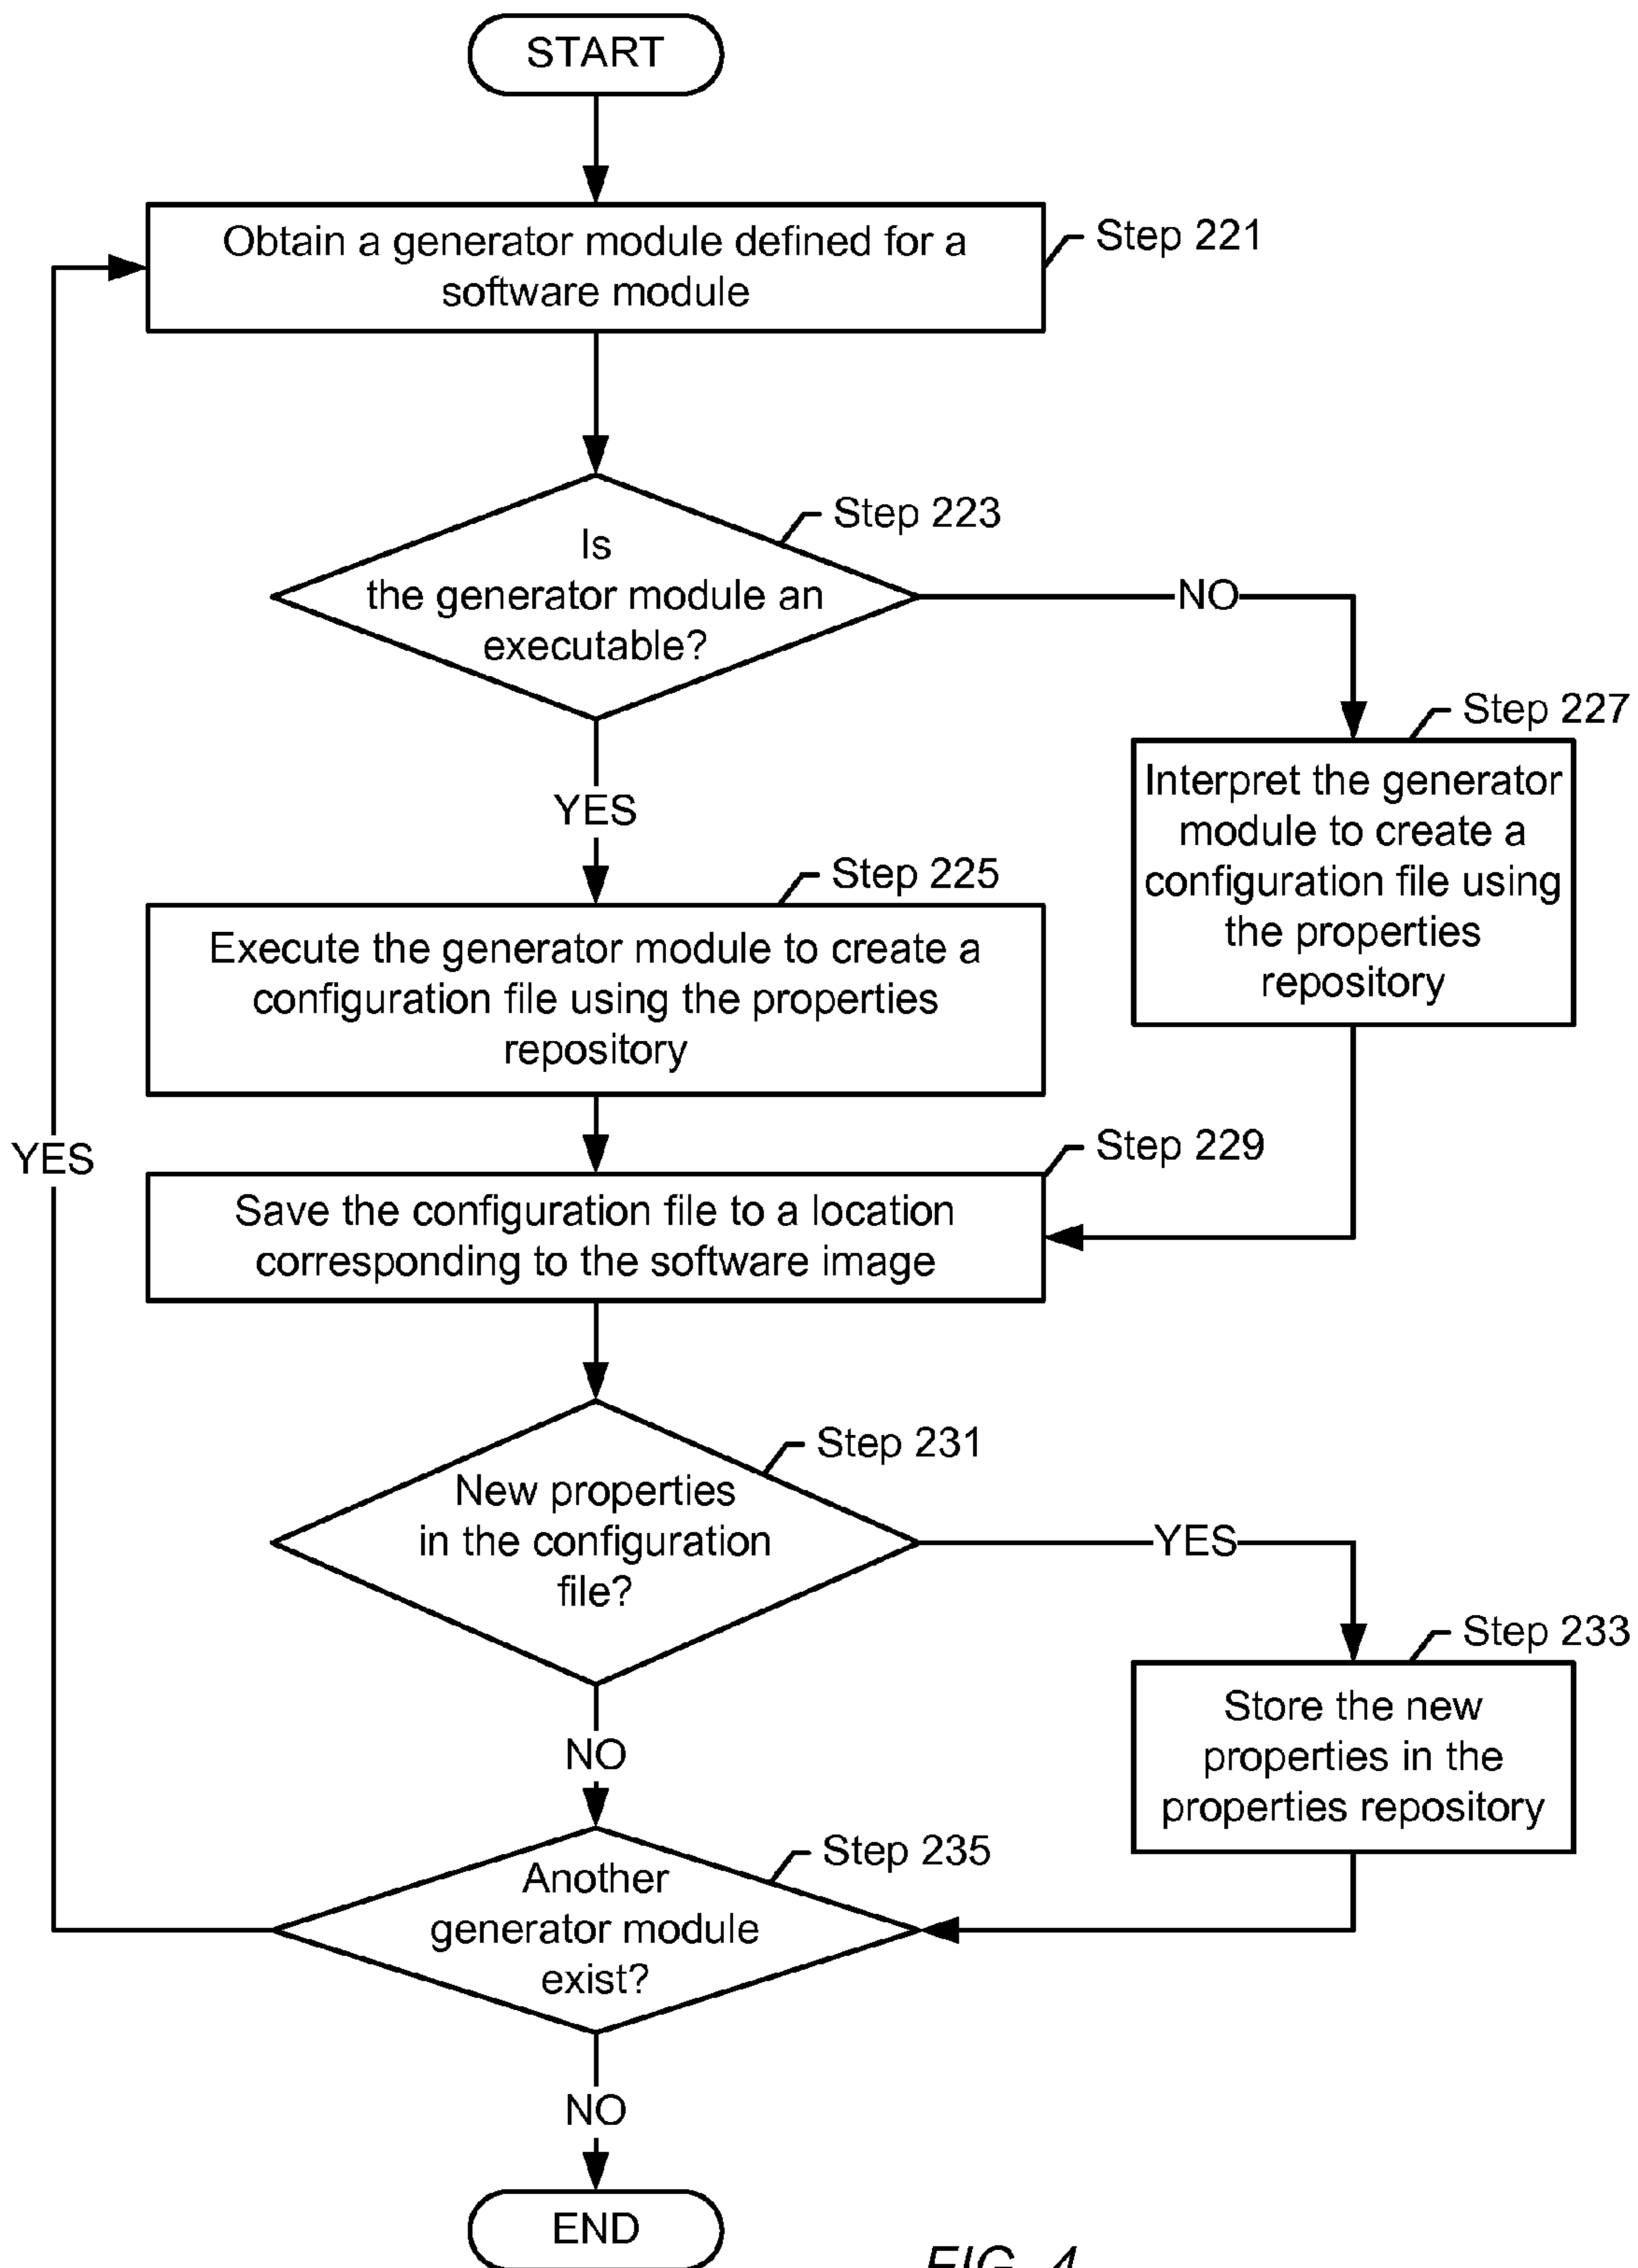 START
Obtain a generator module defined for a
software module
Step 221
Step 223
Is
the generator module an
executable?
NO
Step 227
Interpret the generator
module to create a
configuration file using
the properties
repository
YES
Step 225
Execute the generator module to create a
configuration file using the properties
repository
YES
Step 229
Save the configuration file to a location
corresponding to the software image
Step 231
New properties
in the configuration
file?
YES
Step 233
Store the new
properties in the
properties repository
NO
Step 235
Another
generator module
exist?
NO
END
FIG. 4